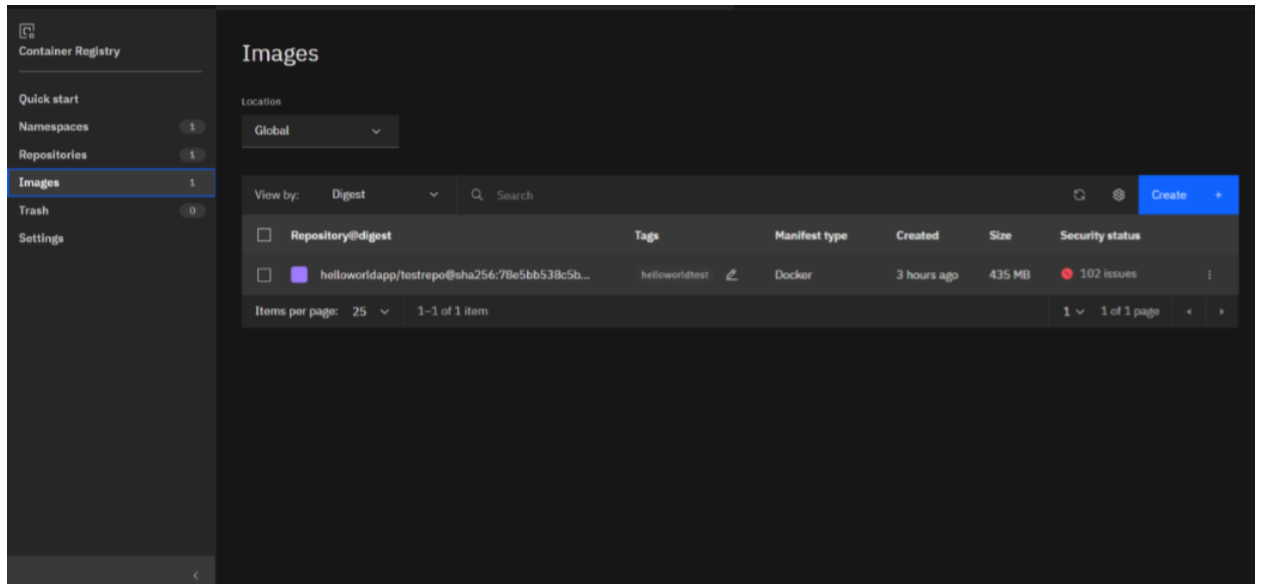 Container Registry
Quick start
Namespaces 1
Repositories 1
Images 1
Trash 0
Settings
Images
Location
Global
View by: Digest Search Create +
Repository@digest Tags Manifest type Created Size Security status
helloworldapp/testrepo@sha256:78e5bb538c5b... helloworldtest Docker 3 hours ago 435 MB 102 issues
Items per page: 25 1–1 of 1 item 1 1 of 1 page